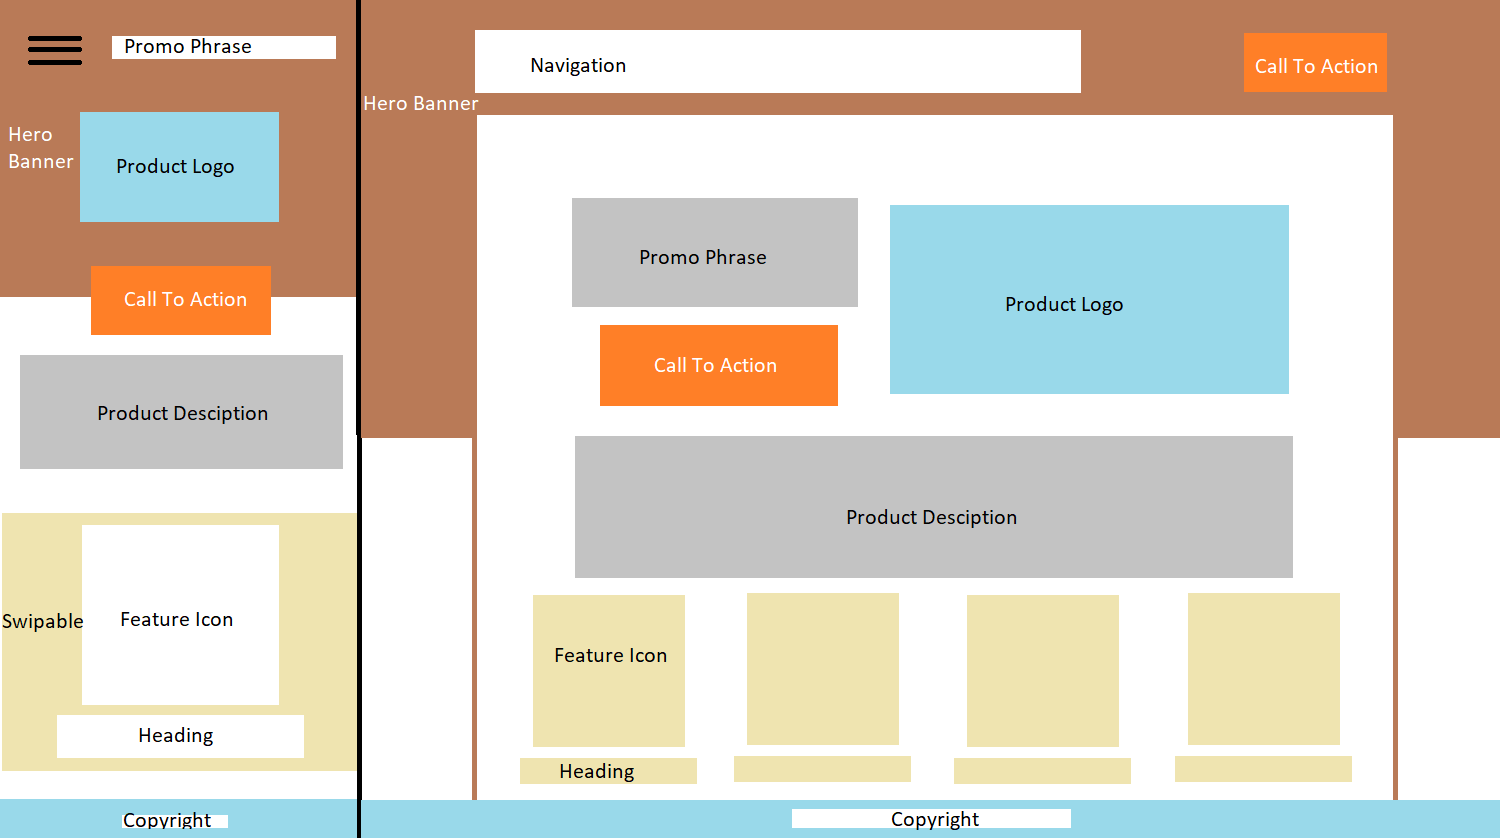 Promo Phrase
Hero
Banner
Product Logo
Call To Action
Product Desciption
Swipable
Feature Icon
Heading
Copyright
Navigation
Call To Action
Hero Banner
Promo Phrase
Product Logo
Call To Action
Product Desciption
Feature Icon
Heading
Copyright